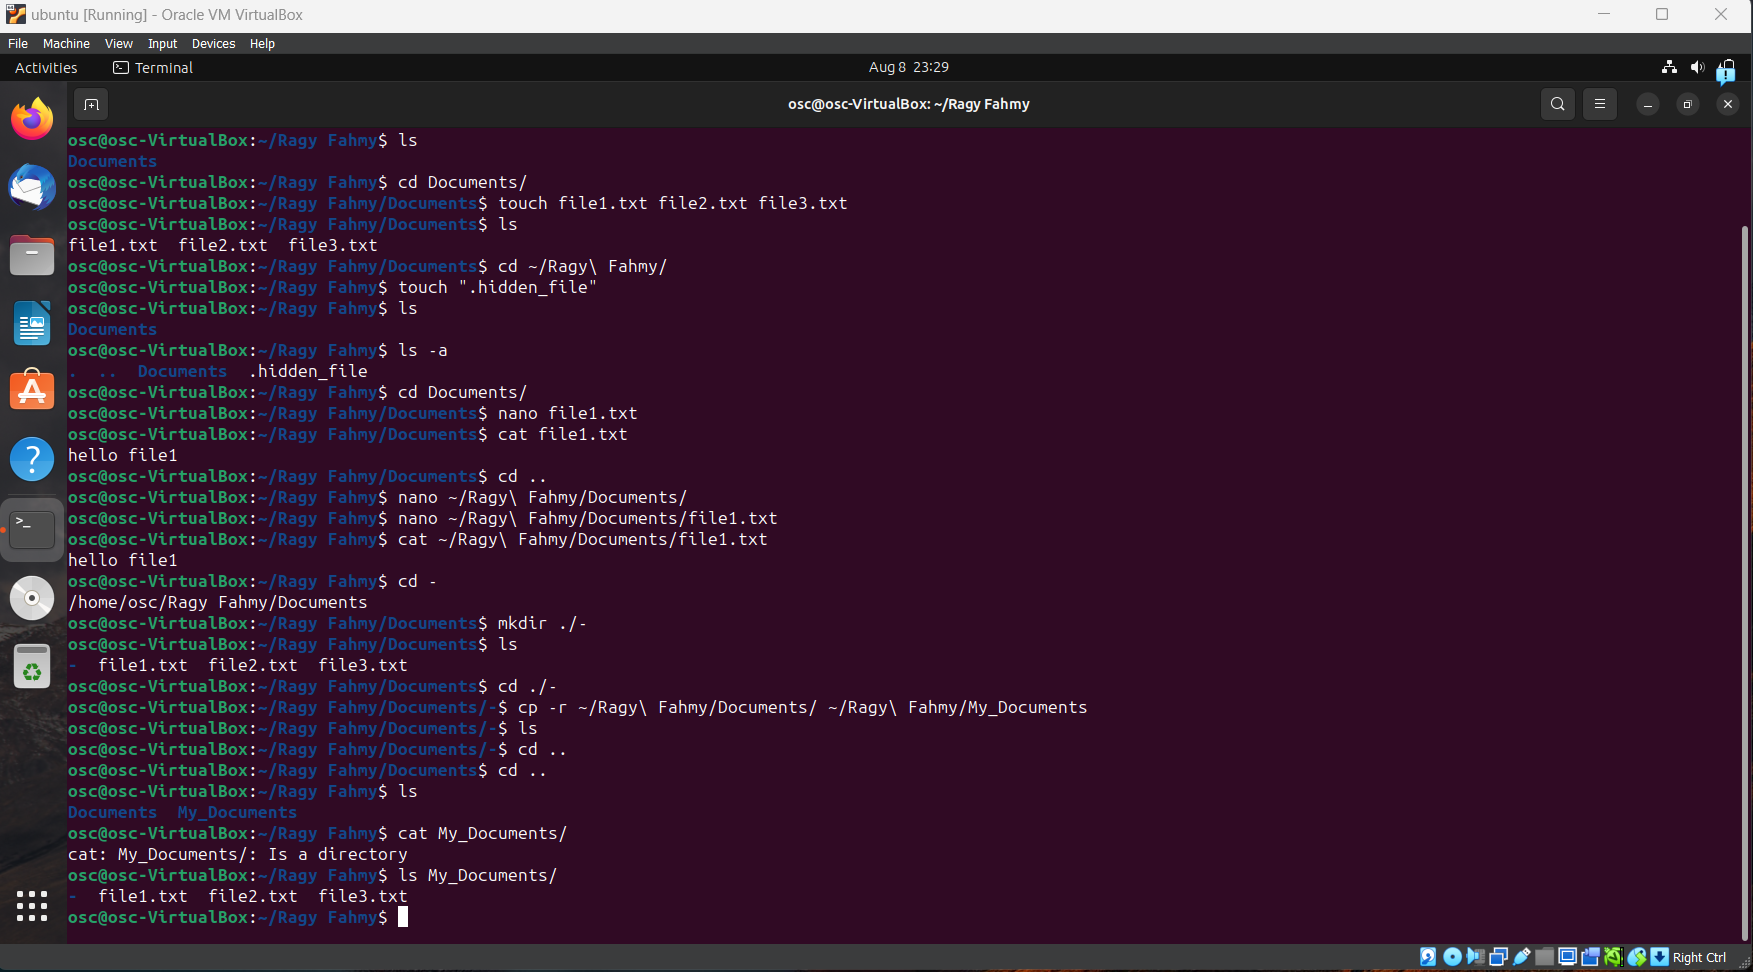 ubuntu [Running] - Oracle VM VirtualBox
File Machine View Input Devices Help
Activities Terminal Aug 8 23:29
osc@osc-VirtualBox: ~/Ragy Fahmy
osc@osc-VirtualBox:~/Ragy Fahmy$ ls
Documents
osc@osc-VirtualBox:~/Ragy Fahmy$ cd Documents/
osc@osc-VirtualBox:~/Ragy Fahmy/Documents$ touch file1.txt file2.txt file3.txt
osc@osc-VirtualBox:~/Ragy Fahmy/Documents$ ls
file1.txt  file2.txt  file3.txt
osc@osc-VirtualBox:~/Ragy Fahmy/Documents$ cd ~/Ragy\ Fahmy/
osc@osc-VirtualBox:~/Ragy Fahmy$ touch ".hidden_file"
osc@osc-VirtualBox:~/Ragy Fahmy$ ls
Documents
osc@osc-VirtualBox:~/Ragy Fahmy$ ls -a
.  ..  Documents  .hidden_file
osc@osc-VirtualBox:~/Ragy Fahmy$ cd Documents/
osc@osc-VirtualBox:~/Ragy Fahmy/Documents$ nano file1.txt
osc@osc-VirtualBox:~/Ragy Fahmy/Documents$ cat file1.txt
hello file1
osc@osc-VirtualBox:~/Ragy Fahmy/Documents$ cd ..
osc@osc-VirtualBox:~/Ragy Fahmy$ nano ~/Ragy\ Fahmy/Documents/
osc@osc-VirtualBox:~/Ragy Fahmy$ nano ~/Ragy\ Fahmy/Documents/file1.txt
osc@osc-VirtualBox:~/Ragy Fahmy$ cat ~/Ragy\ Fahmy/Documents/file1.txt
hello file1
osc@osc-VirtualBox:~/Ragy Fahmy$ cd -
/home/osc/Ragy Fahmy/Documents
osc@osc-VirtualBox:~/Ragy Fahmy/Documents$ mkdir ./-
osc@osc-VirtualBox:~/Ragy Fahmy/Documents$ ls
-  file1.txt  file2.txt  file3.txt
osc@osc-VirtualBox:~/Ragy Fahmy/Documents$ cd ./-
osc@osc-VirtualBox:~/Ragy Fahmy/Documents/-$ cp -r ~/Ragy\ Fahmy/Documents/ ~/Ragy\ Fahmy/My_Documents
osc@osc-VirtualBox:~/Ragy Fahmy/Documents/-$ ls
osc@osc-VirtualBox:~/Ragy Fahmy/Documents/-$ cd ..
osc@osc-VirtualBox:~/Ragy Fahmy/Documents$ cd ..
osc@osc-VirtualBox:~/Ragy Fahmy$ ls
Documents  My_Documents
osc@osc-VirtualBox:~/Ragy Fahmy$ cat My_Documents/
cat: My_Documents/: Is a directory
osc@osc-VirtualBox:~/Ragy Fahmy$ ls My_Documents/
-  file1.txt  file2.txt  file3.txt
osc@osc-VirtualBox:~/Ragy Fahmy$
Right Ctrl